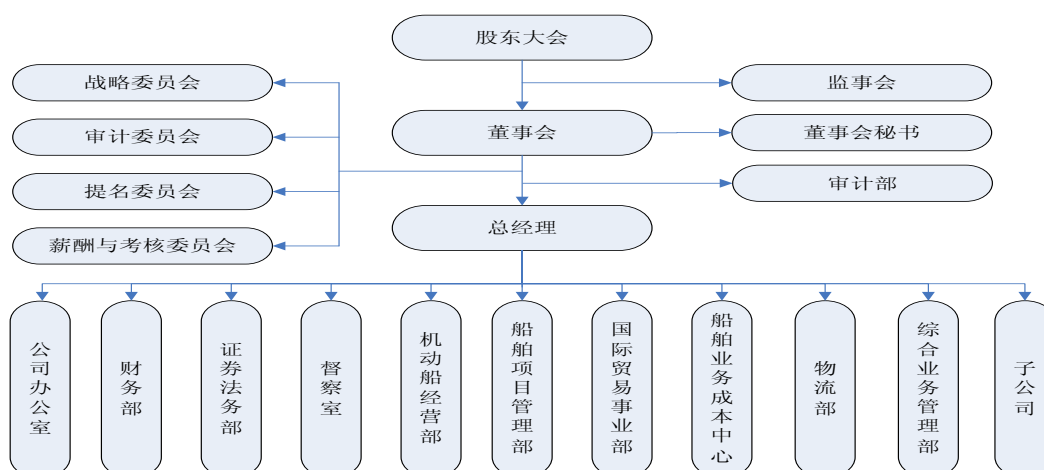 股东大会
战略委员会
监事会
审计委员会
董事会
董事会秘书
提名委员会
审计部
总经理
薪酬与考核委员会
公司办公室
财务部
证券法务部
督察室
机动船经营部
船舶项目管理部
国际贸易事业部
船舶业务成本中心
物流部
综合业务管理部
子公司